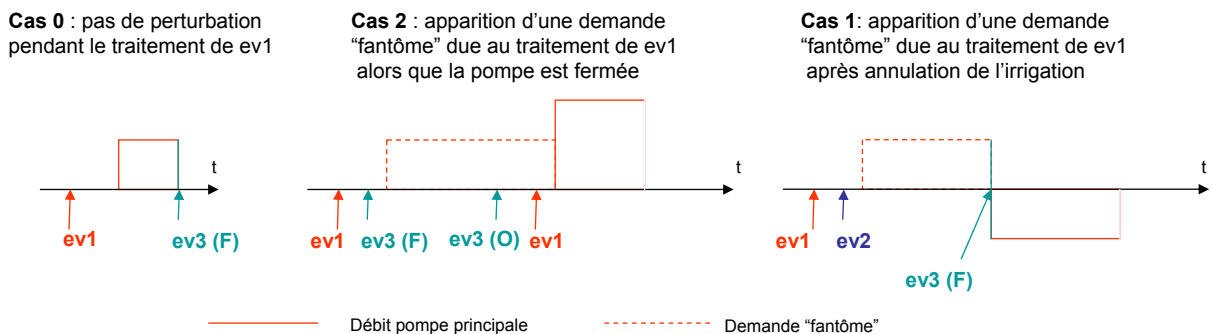 Cas 0 : pas de perturbation
pendant le traitement de ev1
Cas 2 : apparition d’une demande
“fantôme” due au traitement de ev1
alors que la pompe est fermée
Cas 1: apparition d’une demande
“fantôme” due au traitement de ev1
après annulation de l’irrigation
t
t
t
ev1
ev3 (F)
ev1
ev3 (F)
ev3 (O)
ev1
ev1
ev2
ev3 (F)
Débit pompe principale
Demande “fantôme”